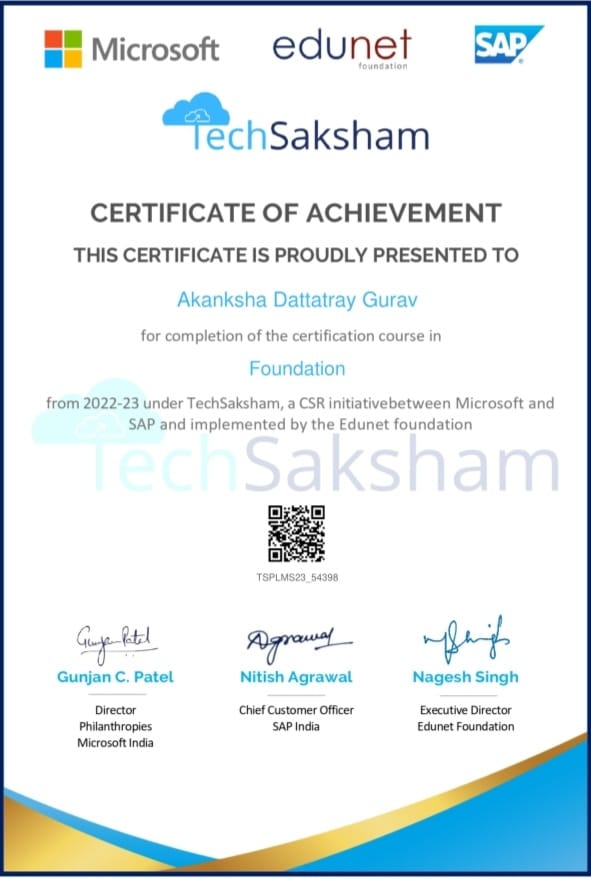 Microsoft
edunet
foundation
SAP
TechSaksham
CERTIFICATE OF ACHIEVEMENT
THIS CERTIFICATE IS PROUDLY PRESENTED TO
Akanksha Dattatray Gurav
for completion of the certification course in
Foundation
from 2022-23 under TechSaksham, a CSR initiativebetween Microsoft and
SAP and implemented by the Edunet foundation
TechSaksham
TSPLMS23_54398
Gunjan Patel
Agrawal
Gunjan C. Patel
Nitish Agrawal
Nagesh Singh
Director
Philanthropies
Microsoft India
Chief Customer Officer
SAP India
Executive Director
Edunet Foundation